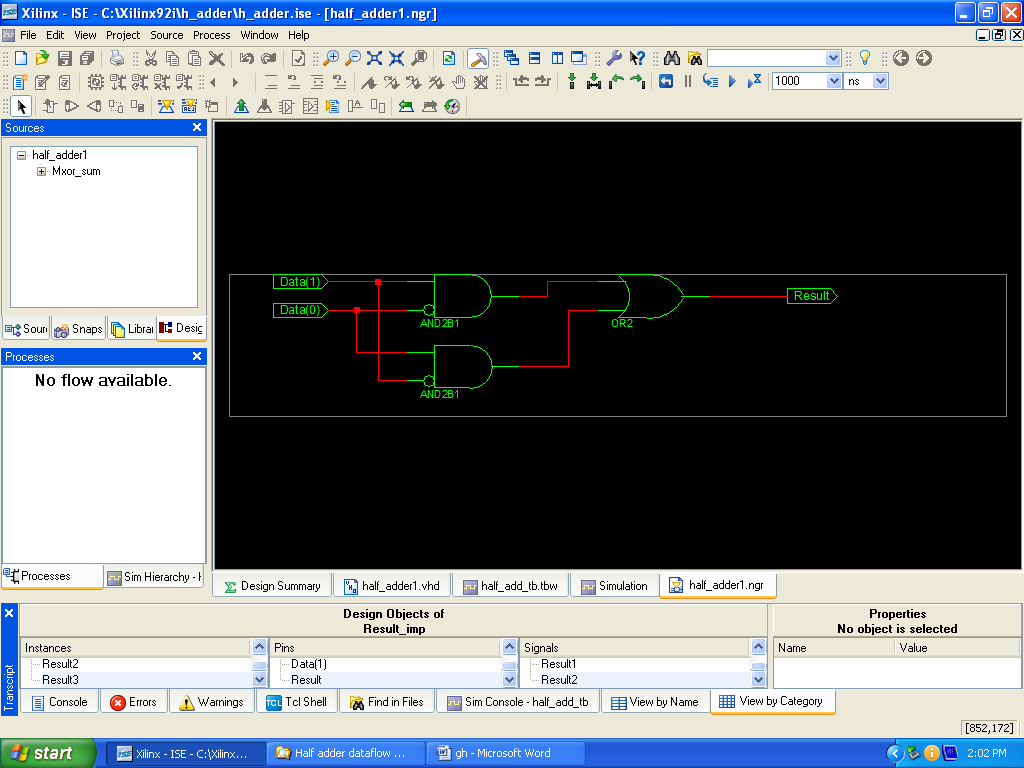 Xilinx - ISE - C:\Xilinx92i\h_adder\h_adder.ise - [half_adder1.ngr]
File Edit View Project Source Process Window Help
1000 ns
Sources
half_adder1
Mxor_sum
Sour Snaps Librai Desig
Processes
No flow available.
Processes Sim Hierarchy - H
Data(1)
Data(0)
AND2B1
OR2
Result
AND2B1
Design Summary half_adder1.vhd half_add_tb.tbw Simulation half_adder1.ngr
Transcript
Design Objects of
Result_imp
Properties
No object is selected
Instances Pins Signals Name Value
Result2 Data(1) Result1
Result3 Result Result2
Console Errors Warnings TCL Tcl Shell Find in Files Sim Console - half_add_tb View by Name View by Category
[852,172]
start Xilinx - ISE - C:\Xilinx... Half adder dataflow ... gh - Microsoft Word 2:02 PM